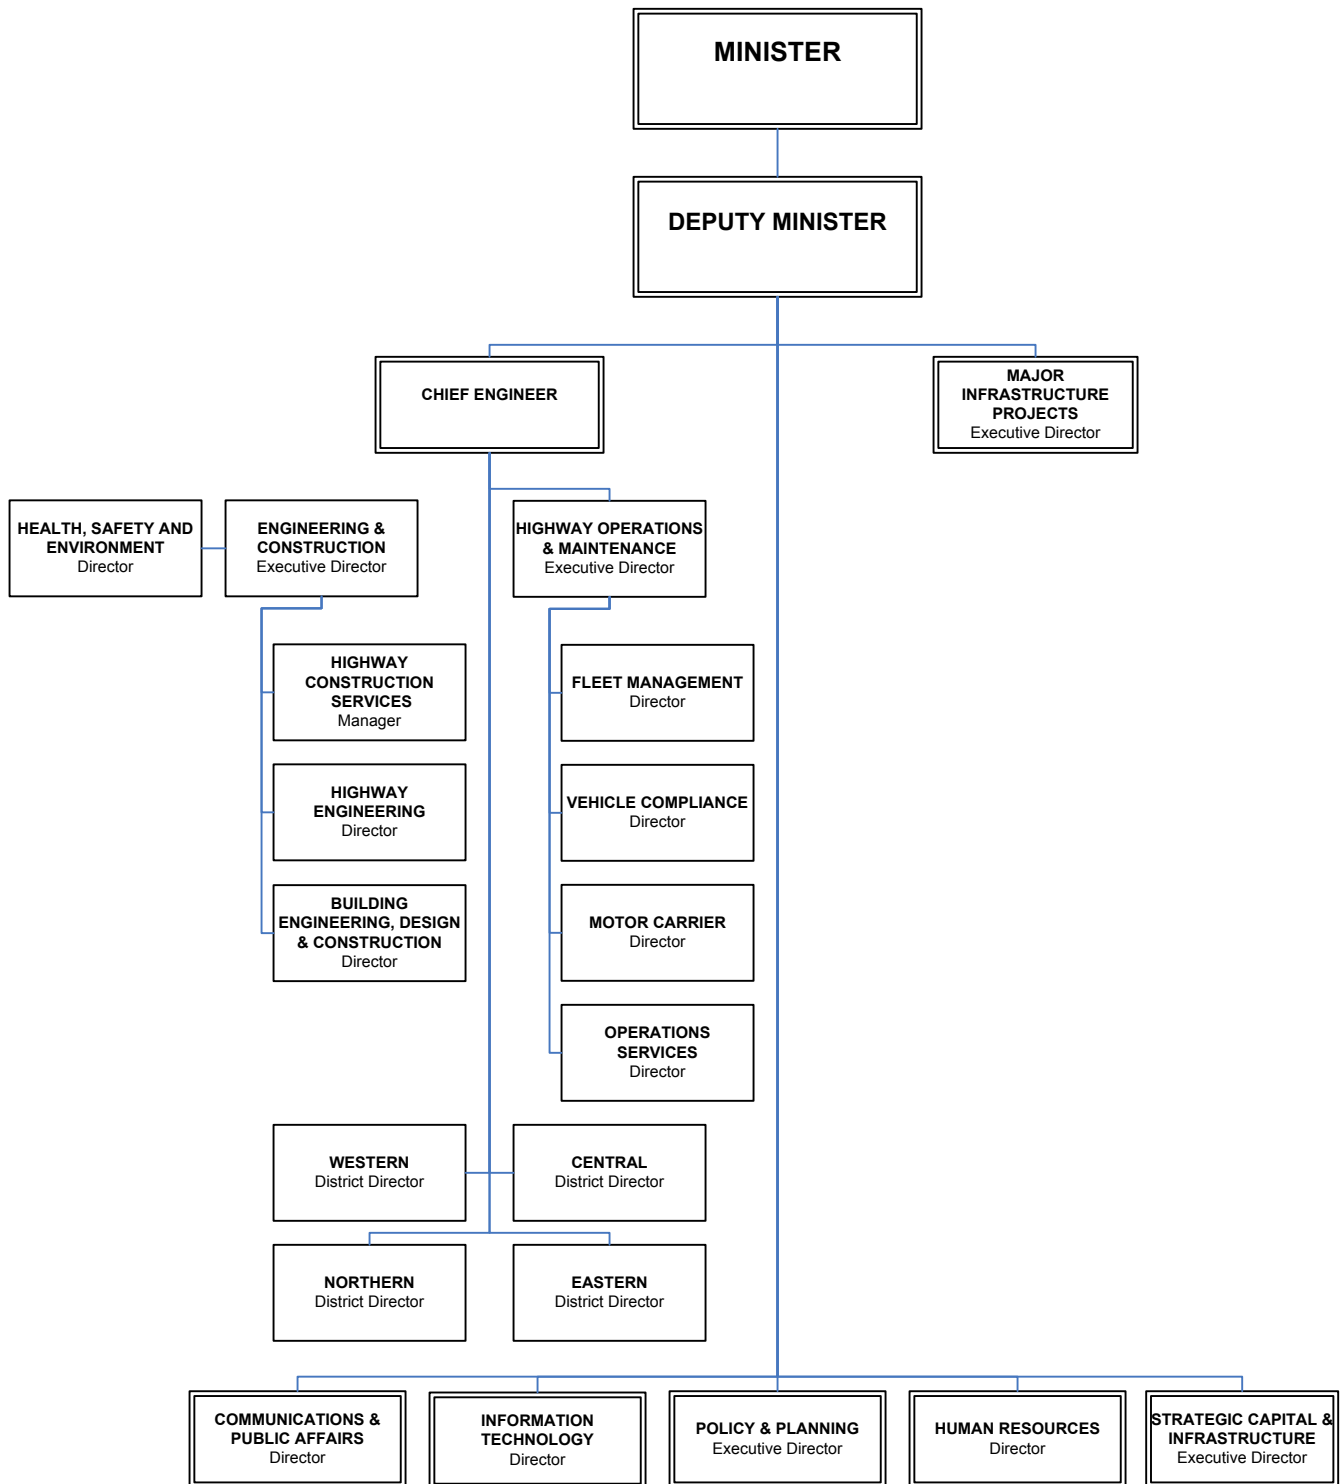 MINISTER
DEPUTY MINISTER
CHIEF ENGINEER
MAJOR
INFRASTRUCTURE
PROJECTS
Executive Director
HEALTH, SAFETY AND
ENVIRONMENT
Director
ENGINEERING &
CONSTRUCTION
Executive Director
HIGHWAY OPERATIONS
& MAINTENANCE
Executive Director
HIGHWAY
CONSTRUCTION
SERVICES
Manager
FLEET MANAGEMENT
Director
HIGHWAY
ENGINEERING
Director
VEHICLE COMPLIANCE
Director
BUILDING
ENGINEERING, DESIGN
& CONSTRUCTION
Director
MOTOR CARRIER
Director
OPERATIONS
SERVICES
Director
WESTERN
District Director
CENTRAL
District Director
NORTHERN
District Director
EASTERN
District Director
COMMUNICATIONS &
PUBLIC AFFAIRS
Director
INFORMATION
TECHNOLOGY
Director
POLICY & PLANNING
Executive Director
HUMAN RESOURCES
Director
STRATEGIC CAPITAL &
INFRASTRUCTURE
Executive Director